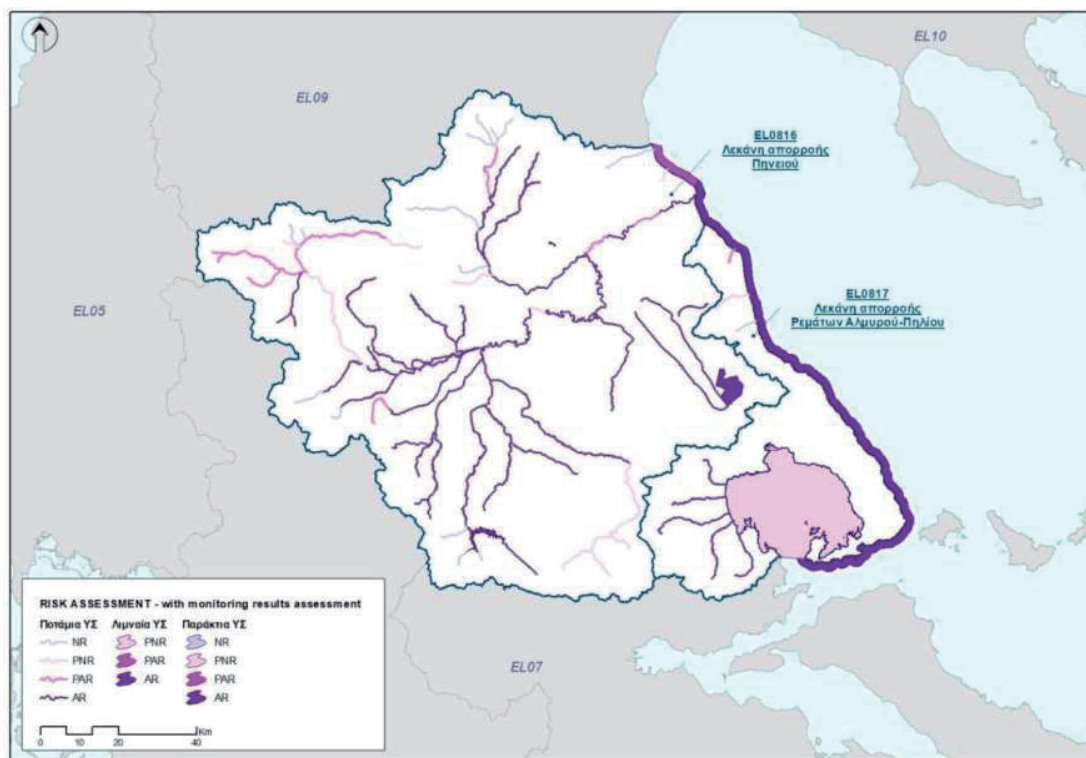 EL10
EL09
EL0816
Λεκάνη απορροής
Πηνειού
EL05
EL0817
Λεκάνη απορροής
Ρεμάτων Αλμυρού-Πηλίου
EL07
RISK ASSESSMENT - with monitoring results assessment
Ποτάμια ΥΣ Λιμναία ΥΣ Παράκτια ΥΣ
NR PNR NR
PNR PAR PNR
PAR AR PAR
AR AR
Km
0 10 20 40